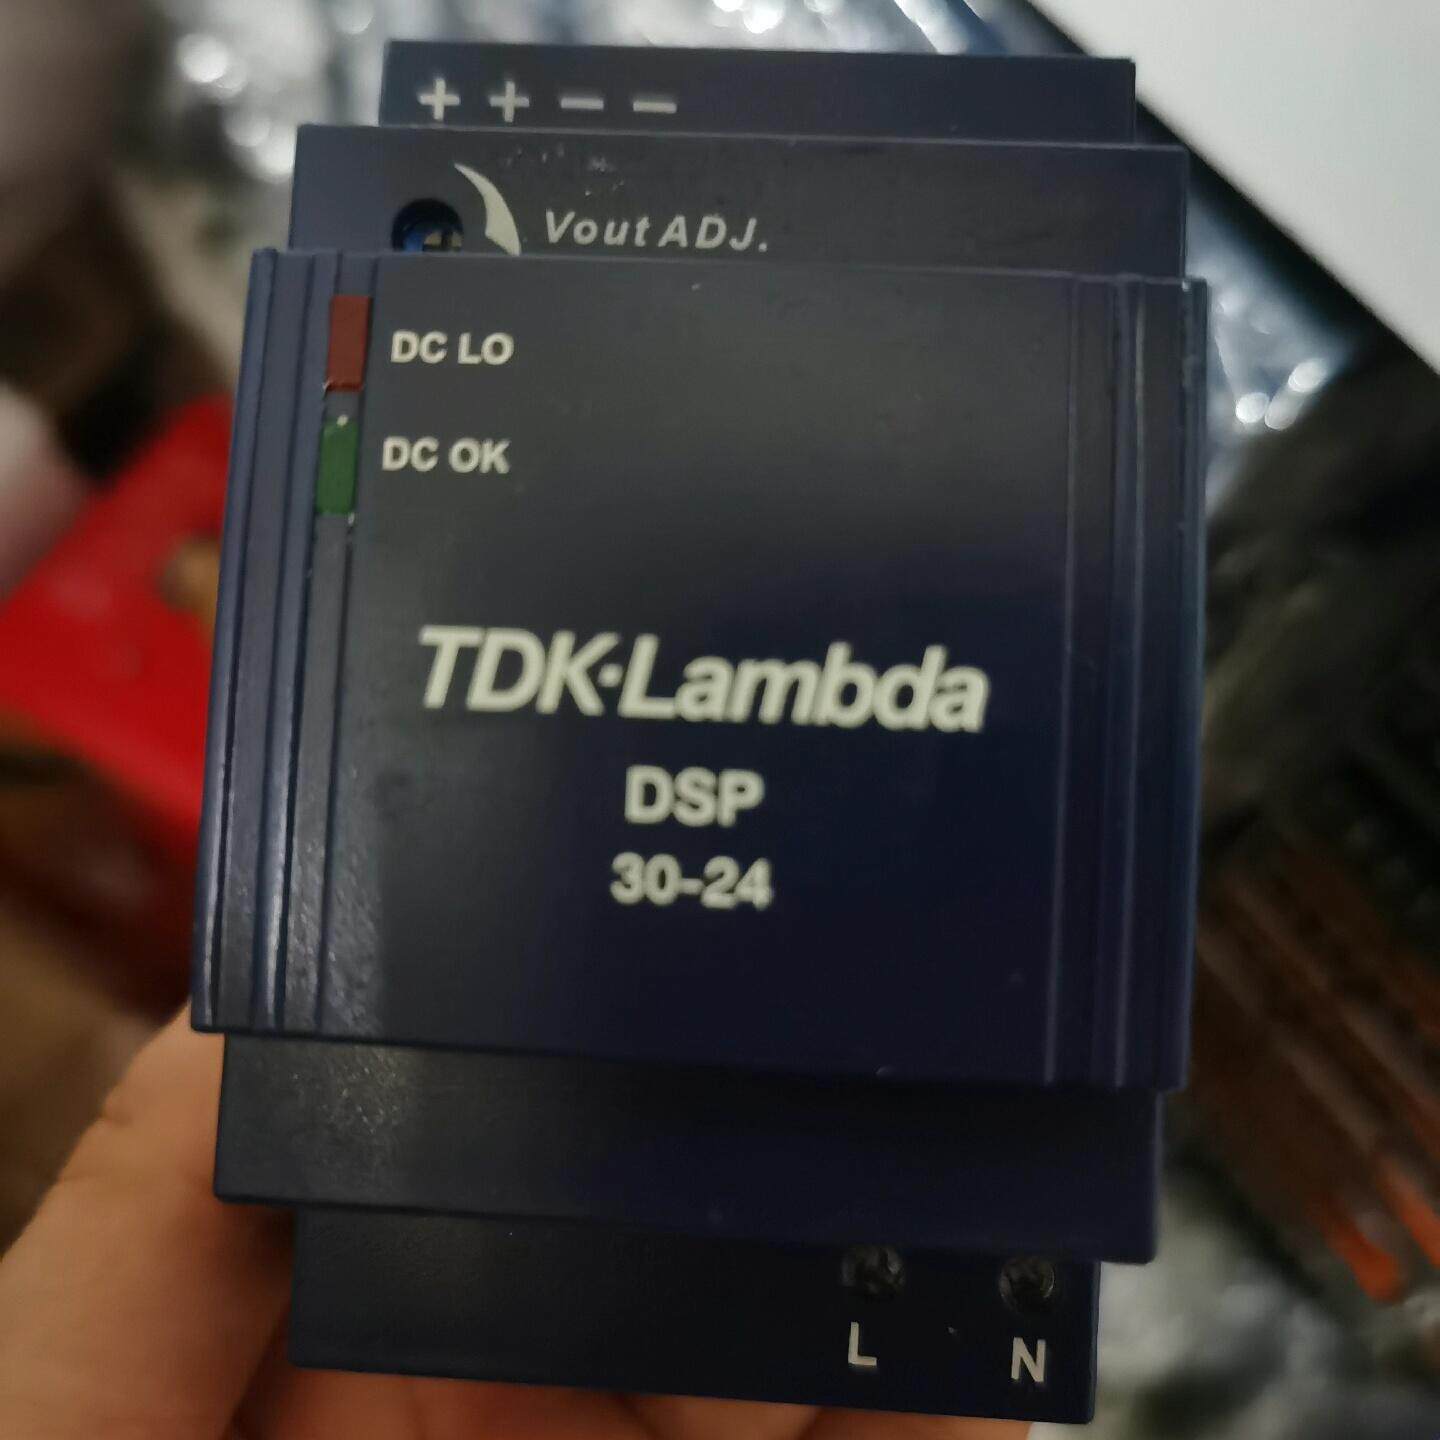 + + − −
Vout ADJ.
DC LO
DC OK
TDK·Lambda
DSP
30-24
L N